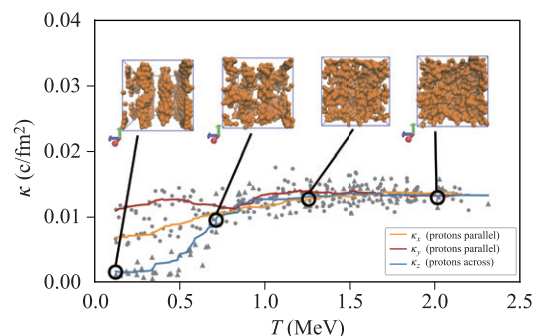 0.04
0.03
0.02
0.01
0.00
κ (c/fm²)
κx (protons parallel)
κy (protons parallel)
κz (protons across)
0.0 0.5 1.0 1.5 2.0 2.5
T (MeV)